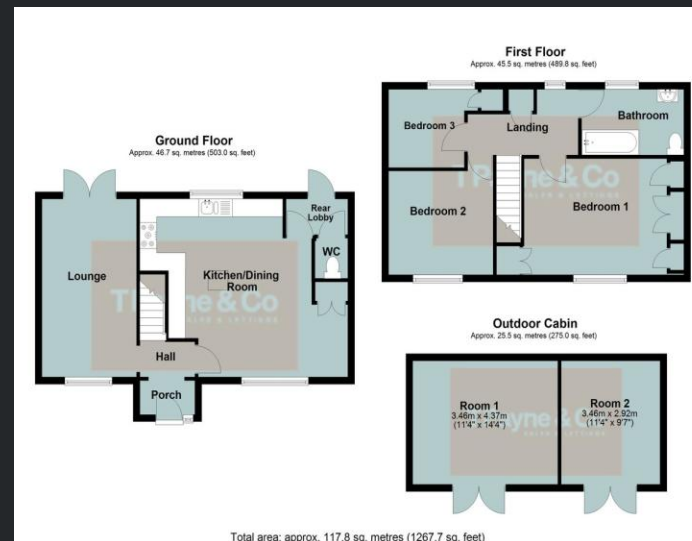 Ground Floor
Approx. 46.7 sq. metres (503.0 sq. feet)
Lounge
Kitchen/Dining
Room
Rear
Lobby
WC
Hall
Porch
First Floor
Approx. 45.5 sq. metres (489.8 sq. feet)
Bedroom 3
Landing
Bathroom
Bedroom 2
Bedroom 1
Outdoor Cabin
Approx. 25.5 sq. metres (275.0 sq. feet)
Room 1
3.46m x 4.37m
(11'4" x 14'4")
Room 2
3.46m x 2.92m
(11'4" x 9'7")
Total area: approx. 117.8 sq. metres (1267.7 sq. feet)